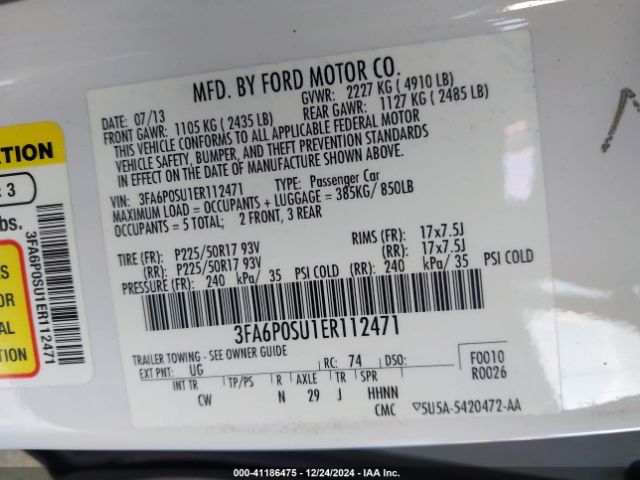 MFD. BY FORD MOTOR CO.
DATE: 07/13
GVWR: 2227 KG ( 4910 LB)
FRONT GAWR: 1105 KG ( 2435 LB)
REAR GAWR: 1127 KG ( 2485 LB)
THIS VEHICLE CONFORMS TO ALL APPLICABLE FEDERAL MOTOR
VEHICLE SAFETY, BUMPER, AND THEFT PREVENTION STANDARDS
IN EFFECT ON THE DATE OF MANUFACTURE SHOWN ABOVE.
VIN: 3FA6P0SU1ER112471
TYPE: Passenger Car
MAXIMUM LOAD = OCCUPANTS + LUGGAGE = 385KG/ 850LB
OCCUPANTS = 5 TOTAL; 2 FRONT, 3 REAR
TIRE (FR): P225/50R17 93V
RIMS (FR): 17x7.5J
(RR): P225/50R17 93V
(RR): 17x7.5J
PRESSURE (FR): 240 kPa/ 35 PSI COLD
(RR): 240 kPa/ 35 PSI COLD
3FA6P0SU1ER112471
TRAILER TOWING - SEE OWNER GUIDE
EXT PNT: UG
RC: 74
DSO:
F0010
R0026
INT TR
TP/PS
R
AXLE
TR
SPR
CW
N
29
J
HHNN
CMC
▽5U5A-5420472-AA
3
3FA6P0SU1ER112471
000-41186475 - 12/24/2024 - IAA Inc.